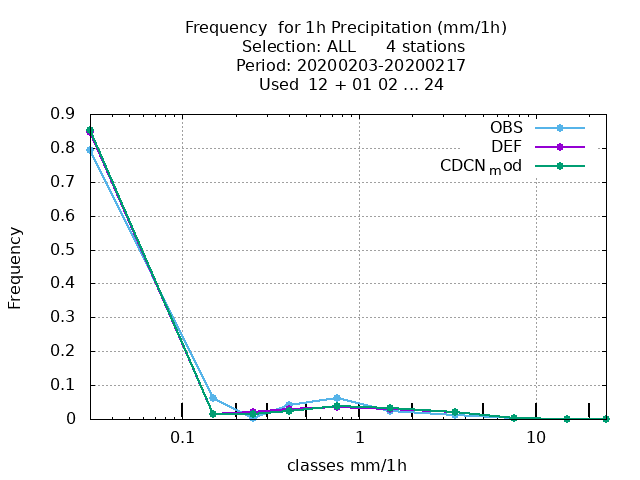 Frequency  for 1h Precipitation (mm/1h)
Selection: ALL      4 stations
Period: 20200203-20200217
Used  12 + 01 02 ... 24
OBS
DEF
CDCN_mod
Frequency
0.9
0.8
0.7
0.6
0.5
0.4
0.3
0.2
0.1
0
0.1
1
10
classes mm/1h